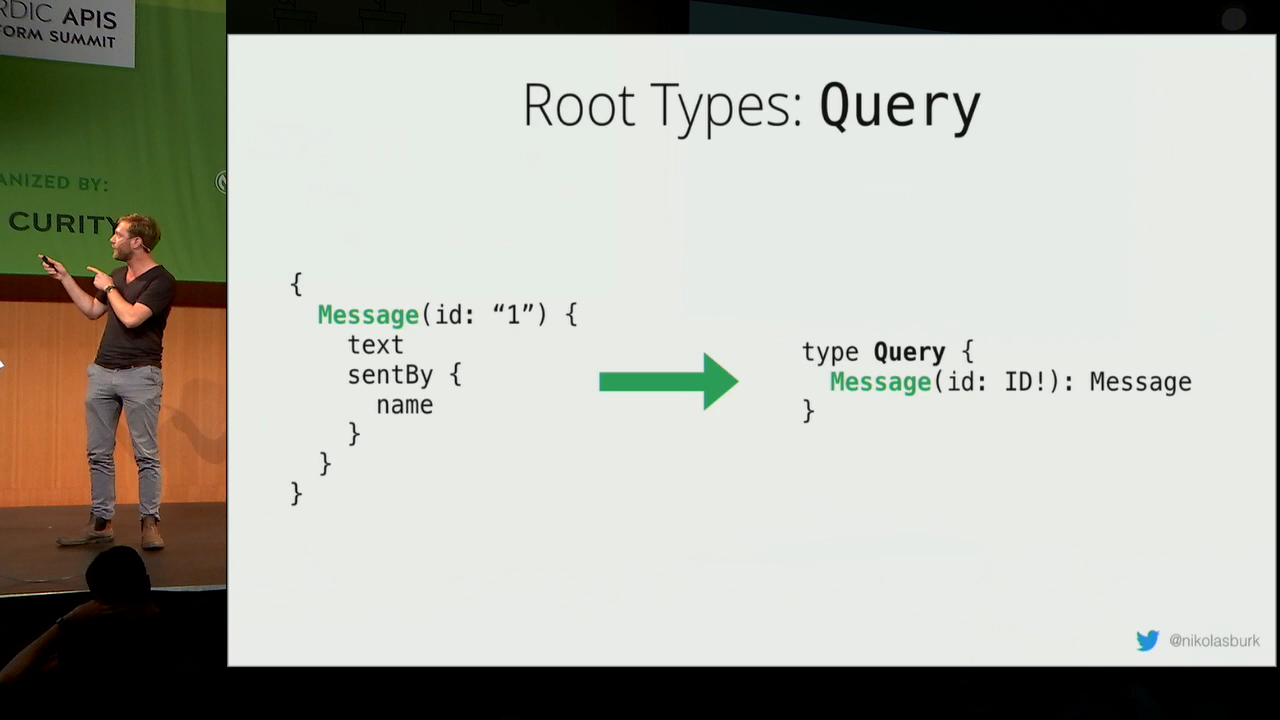 RDIC APIS
FORM SUMMIT
ANIZED BY:
CURITY
Root Types: Query
{
Message(id: “1”) {
text
sentBy {
name
}
}
}
type Query {
Message(id: ID!): Message
}
@nikolasburk